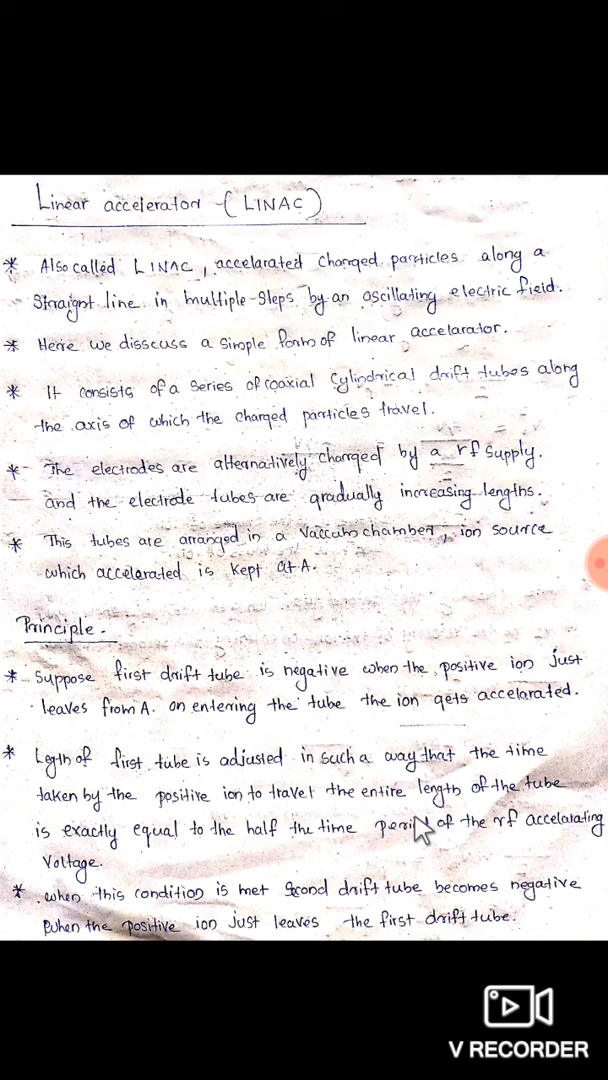 Linear accelerator - (LINAC)
* Also called LINAC, accelarated charged particles along a
straight line in multiple-steps by an oscillating electric field.
* Here we disscuss a simple form of linear accelarator.
* It consists of a series of coaxial cylindrical drift tubes along
the axis of which the charged particles travel.
* The electrodes are alternatively charged by a rf supply.
and the electrode tubes are gradually increasing lengths.
* This tubes are arranged in a vaccum chamber, ion source
which accelerated is kept at A.
Principle.
* Suppose first drift tube is negative when the positive ion just
leaves from A. on entering the tube the ion gets accelarated.
* Legth of first tube is adjusted in such a way that the time
taken by the positive ion to travel the entire length of the tube
is exactly equal to the half the time period of the rf accelarating
voltage.
* when this condition is met second drift tube becomes negative
when the positive ion just leaves the first drift tube.
V RECORDER